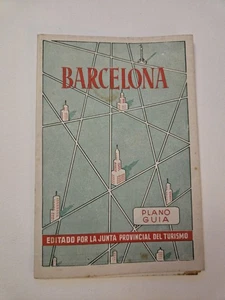 BARCELONA
PLANO
GUIA
EDITADO POR LA JUNTA PROVINCIAL DEL TURISMO